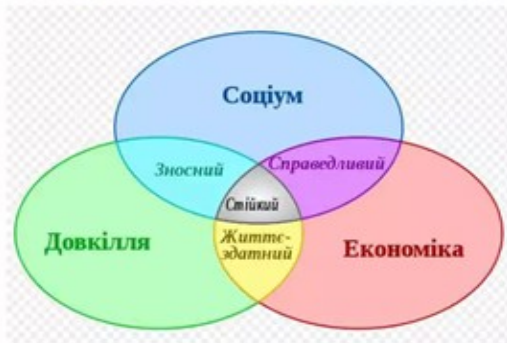 Соціум
Зносний
Справедливий
Стійкий
Довкілля
Життє-
здатний
Економіка